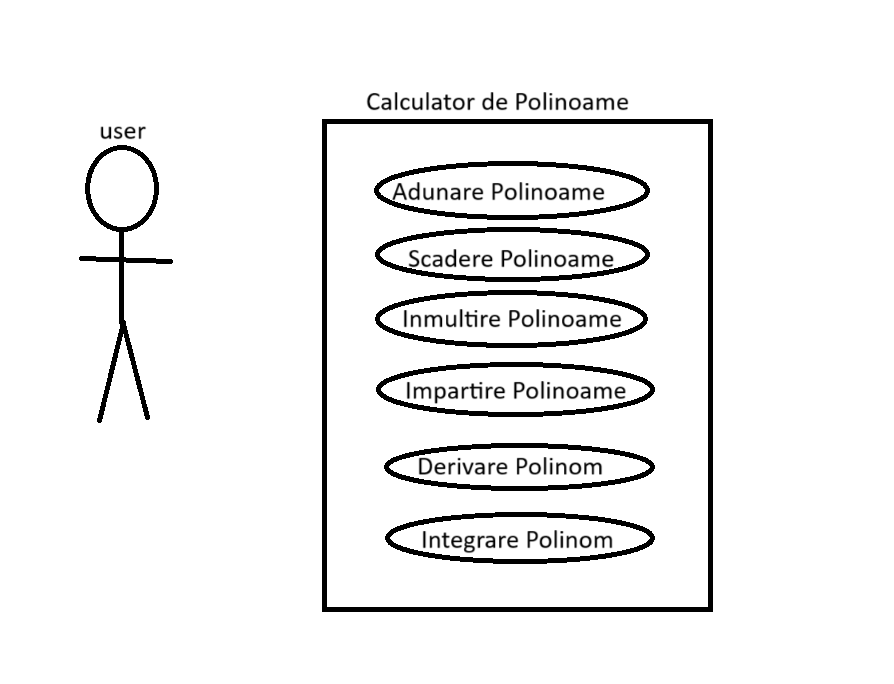 Calculator de Polinoame
user
Adunare Polinoame
Scadere Polinoame
Inmultire Polinoame
Impartire Polinoame
Derivare Polinom
Integrare Polinom